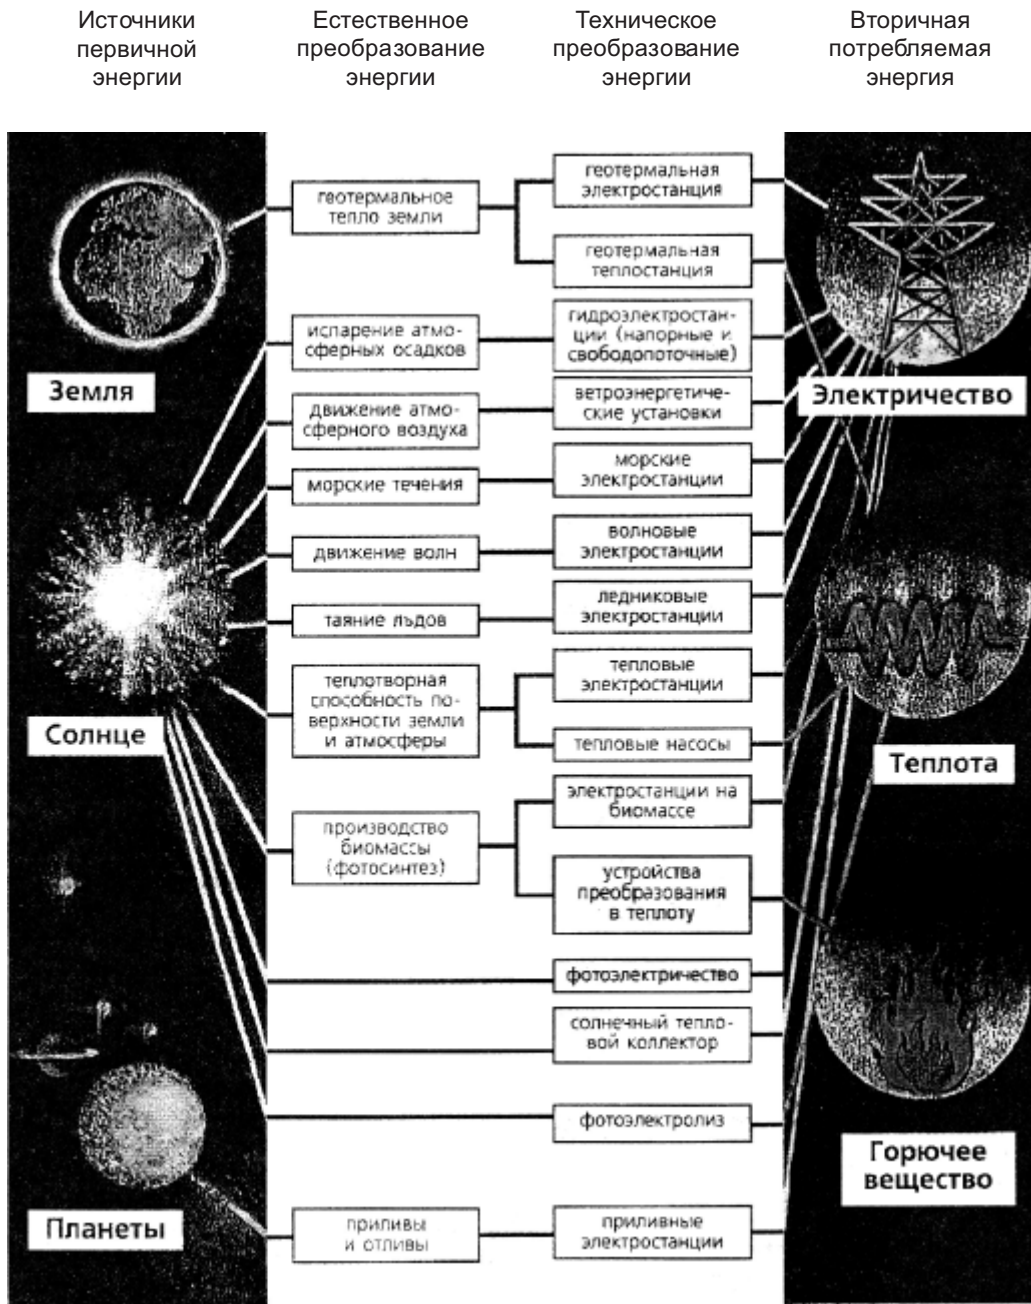 Источники
первичной
энергии
Естественное
преобразование
энергии
Техническое
преобразование
энергии
Вторичная
потребляемая
энергия
Земля
Солнце
Планеты
геотермальное
тепло земли
испарение атмо-
сферных осадков
движение атмо-
сферного воздуха
морские течения
движение волн
таяние льдов
теплотворная
способность по-
верхности земли
и атмосферы
производство
биомассы
(фотосинтез)
приливы
и отливы
геотермальная
электростанция
геотермальная
теплостанция
гидроэлектростан-
ции (напорные и
свободопоточные)
ветроэнергетиче-
ские установки
морские
электростанции
волновые
электростанции
ледниковые
электростанции
тепловые
электростанции
тепловые насосы
электростанции на
биомассе
устройства
преобразования
в теплоту
фотоэлектричество
солнечный тепло-
вой коллектор
фотоэлектролиз
приливные
электростанции
Электричество
Теплота
Горючее
вещество